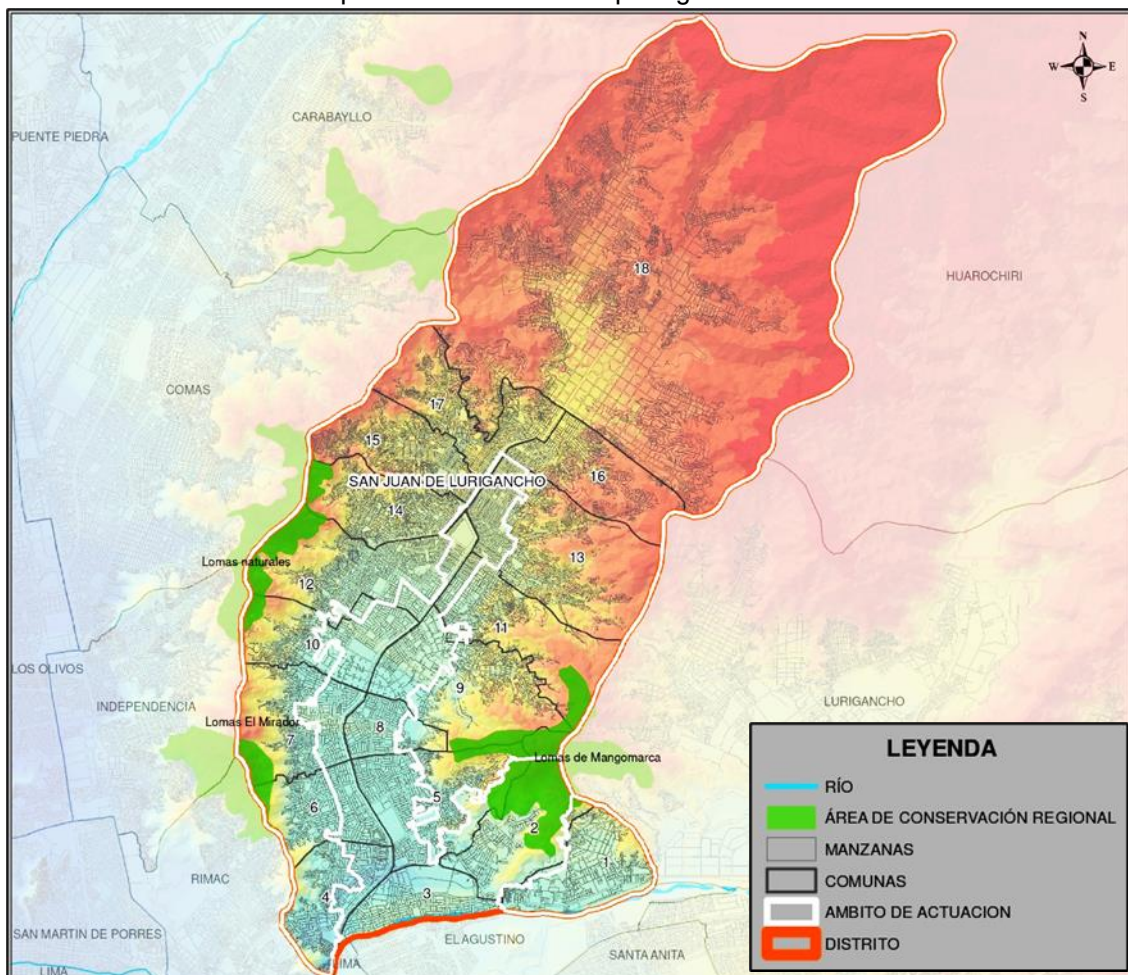 N
W E
S
CARABAYLLO
PUENTE PIEDRA
18
HUAROCHIRI
COMAS
17
15
16
SAN JUAN DE LURIGANCHO
14
13
Lomas naturales
12
11
10
LOS OLIVOS
9
LURIGANCHO
INDEPENDENCIA
Lomas El Mirador
8
7
Lomas de Mangomarca
5
6
2
1
RIMAC
4
3
SAN MARTIN DE PORRES
EL AGUSTINO
SANTA ANITA
LIMA
LIMA
LEYENDA
RÍO
ÁREA DE CONSERVACIÓN REGIONAL
MANZANAS
COMUNAS
AMBITO DE ACTUACION
DISTRITO